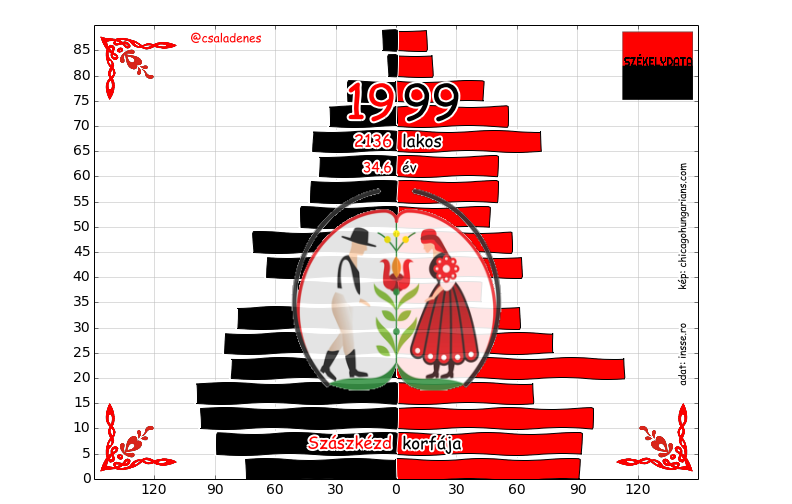 @csaladenes
SZÉKELYDATA
1999
2136 lakos
34.6 év
kép: chicagohungarians.com
adat: insse.ro
Szászkézd korfája
85
80
75
70
65
60
55
50
45
40
35
30
25
20
15
10
5
0
120 90 60 30 0 30 60 90 120